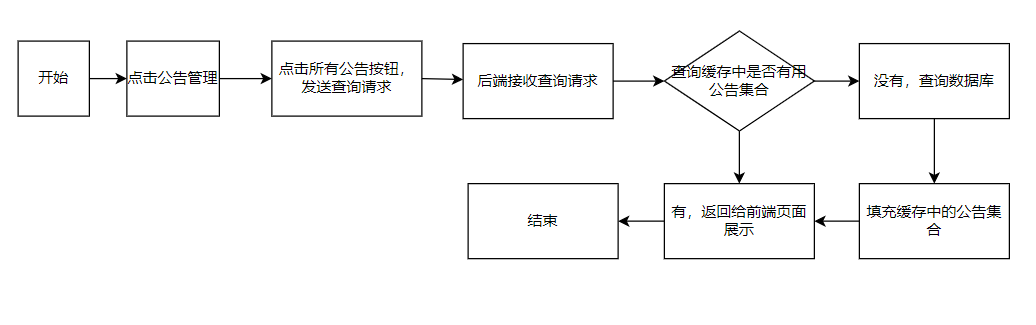 开始
点击公告管理
点击所有公告按钮，
发送查询请求
后端接收查询请求
查询缓存中是否有用
公告集合
没有，查询数据库
结束
有，返回给前端页面
展示
填充缓存中的公告集
合